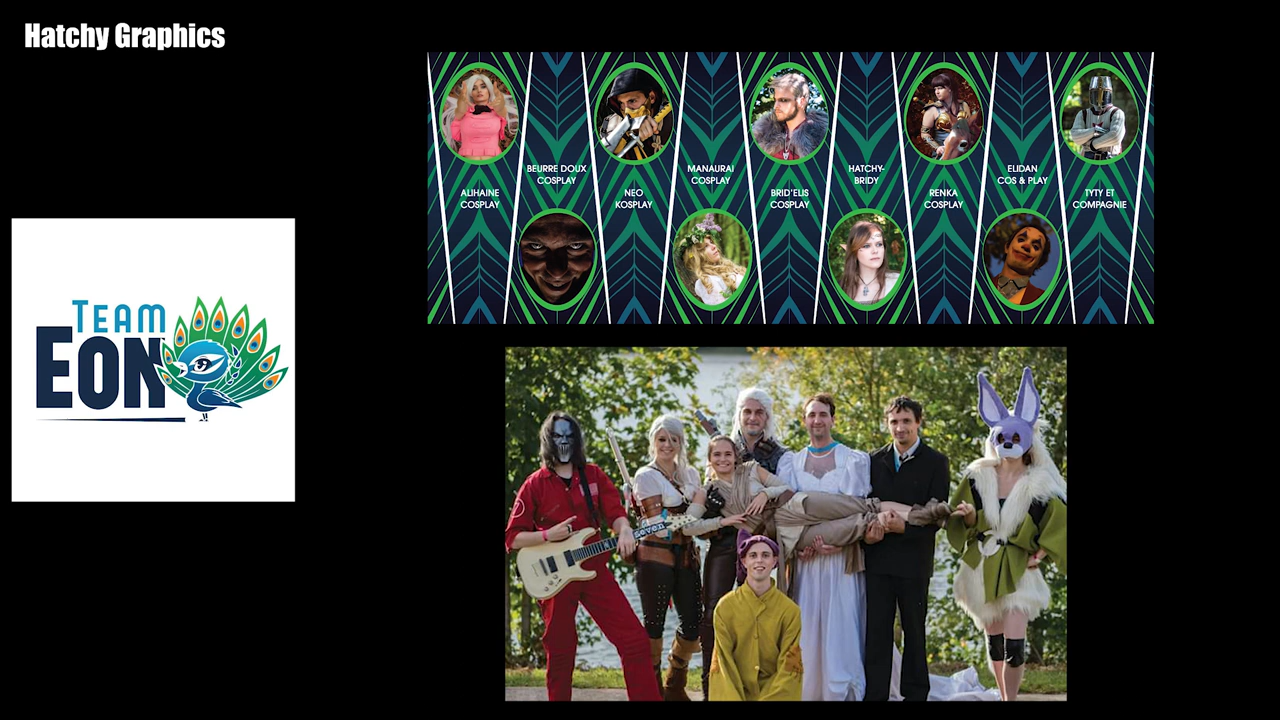 Hatchy Graphics
BEURRE DOUX
COSPLAY
MANAURAI
COSPLAY
HATCHY-
BRIDY
ELIDAN
COS & PLAY
ALIHAINE
COSPLAY
NEO
KOSPLAY
BRID'ELIS
COSPLAY
RENKA
COSPLAY
TYTY ET
COMPAGNIE
TEAM
EON
seven